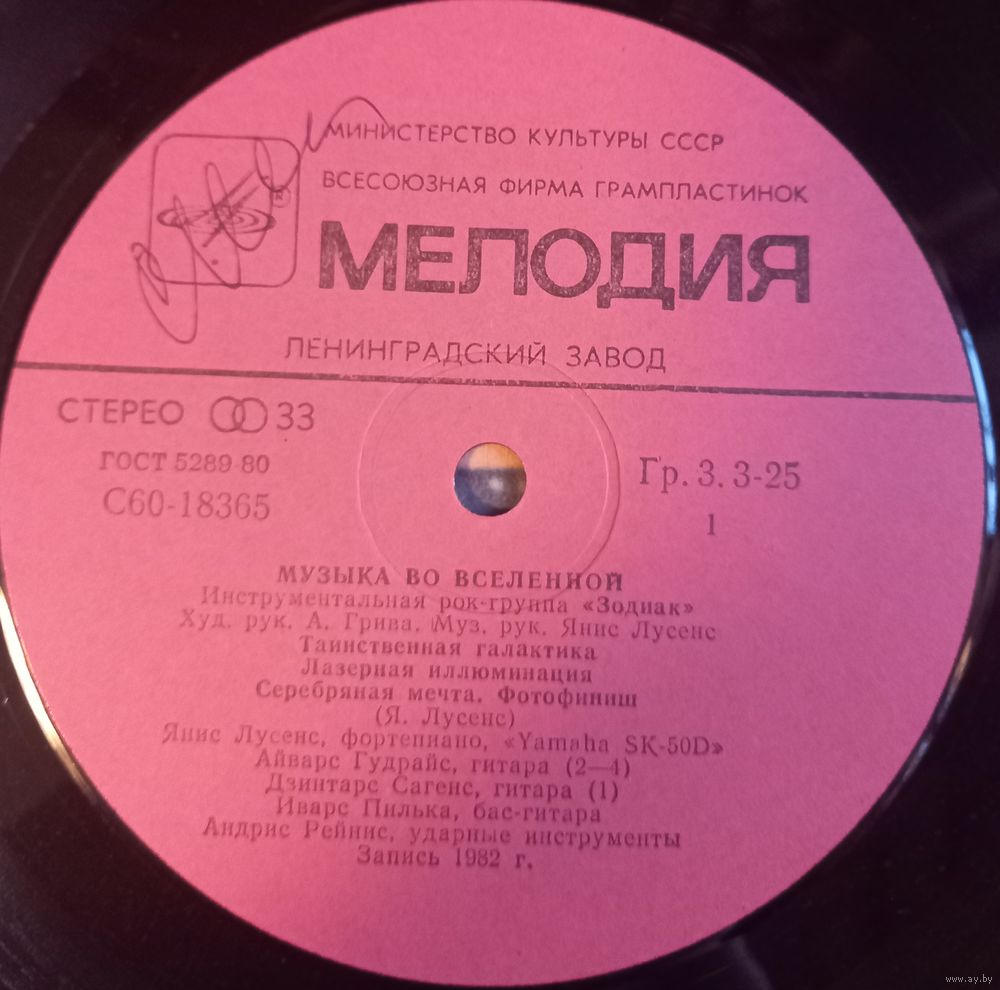 МИНИСТЕРСТВО КУЛЬТУРЫ СССР
ВСЕСОЮЗНАЯ ФИРМА ГРАМПЛАСТИНОК
МЕЛОДИЯ
ЛЕНИНГРАДСКИЙ ЗАВОД
СТЕРЕО 33
ГОСТ 5289-80
С60-18365
Гр. 3. 3-25
1
МУЗЫКА ВО ВСЕЛЕННОЙ
Инструментальная рок-группа «Зодиак»
Худ. рук. А. Грива. Муз. рук. Янис Лусенс
Таинственная галактика
Лазерная иллюминация
Серебряная мечта. Фотофиниш
(Я. Лусенс)
Янис Лусенс, фортепиано, «Yamaha SK-50D»
Айварс Гудрайс, гитара (2—4)
Дзинтарс Сагенс, гитара (1)
Иварс Пилька, бас-гитара
Андрис Рейнис, ударные инструменты
Запись 1982 г.
www.ay.by